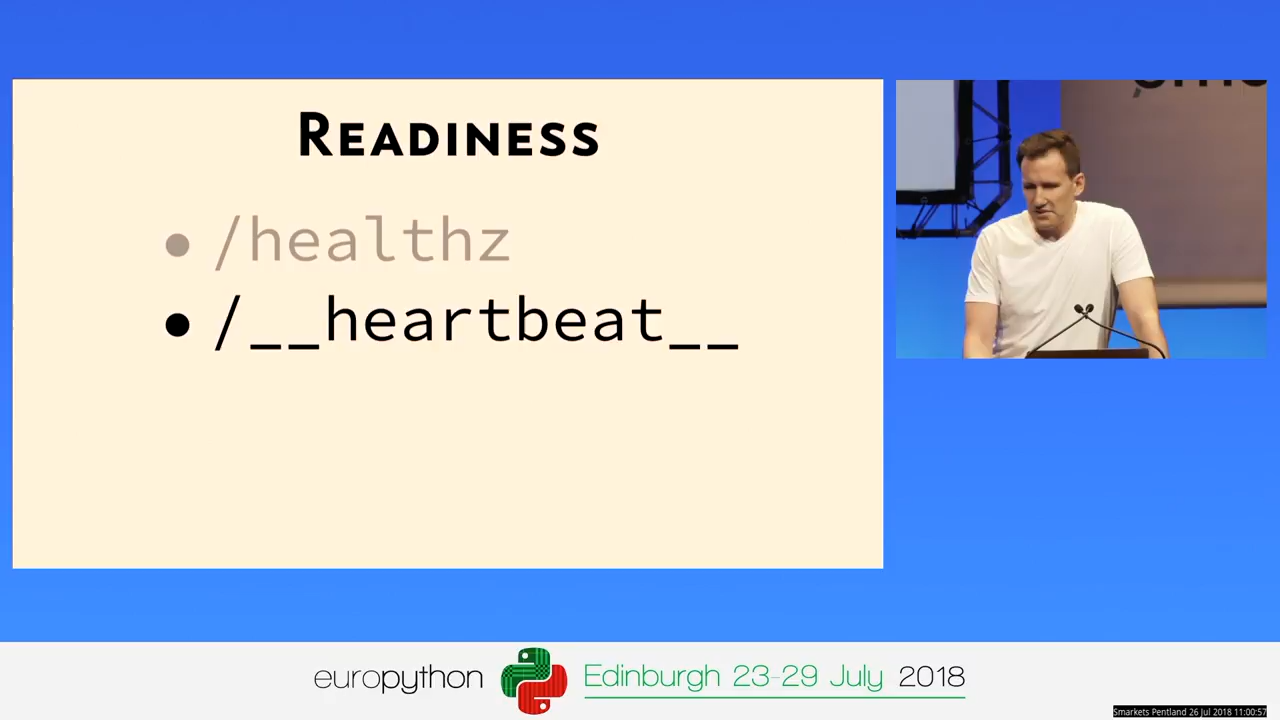 READINESS
• /healthz
• /__heartbeat__
europython
Edinburgh 23-29 July 2018
Smarkets Pentland 26 Jul 2018 11:00:57